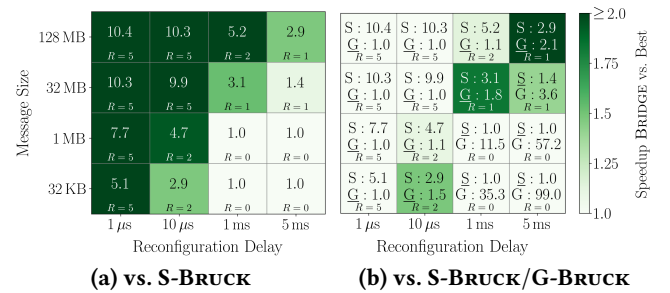 Message Size
128 MB
32 MB
1 MB
32 KB
10.4 10.3 5.2 2.9
R = 5 R = 5 R = 2 R = 1
10.3 9.9 3.1 1.4
R = 5 R = 5 R = 1 R = 1
7.7 4.7 1.0 1.0
R = 5 R = 2 R = 0 R = 0
5.1 2.9 1.0 1.0
R = 5 R = 2 R = 0 R = 0
1 μs 10 μs 1 ms 5 ms
Reconfiguration Delay
(a) vs. S-Bruck
S : 10.4 S : 10.3 S : 5.2 S : 2.9
G : 1.0 G : 1.0 G : 1.1 G : 2.1
R = 5 R = 5 R = 2 R = 1
S : 10.3 S : 9.9 S : 3.1 S : 1.4
G : 1.0 G : 1.0 G : 1.8 G : 3.6
R = 5 R = 5 R = 1 R = 1
S : 7.7 S : 4.7 S : 1.0 S : 1.0
G : 1.0 G : 1.1 G : 11.5 G : 57.2
R = 5 R = 2 R = 0 R = 0
S : 5.1 S : 2.9 S : 1.0 S : 1.0
G : 1.0 G : 1.5 G : 35.3 G : 99.0
R = 5 R = 2 R = 0 R = 0
1 μs 10 μs 1 ms 5 ms
Reconfiguration Delay
(b) vs. S-Bruck/G-Bruck
≥ 2.0
1.75
1.5
1.25
1.0
Speedup Bridge vs. Best